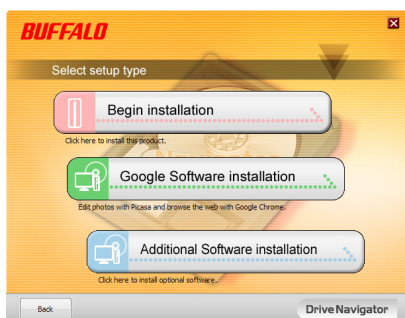 BUFFALO
Select setup type
Begin installation
Click here to install this product.
Navigator
Google Software installation
Edit photos with Picasa and browse the web with Google Chrome.
Additional Software installation
Click here to install optional software.
Back
DriveNavigator